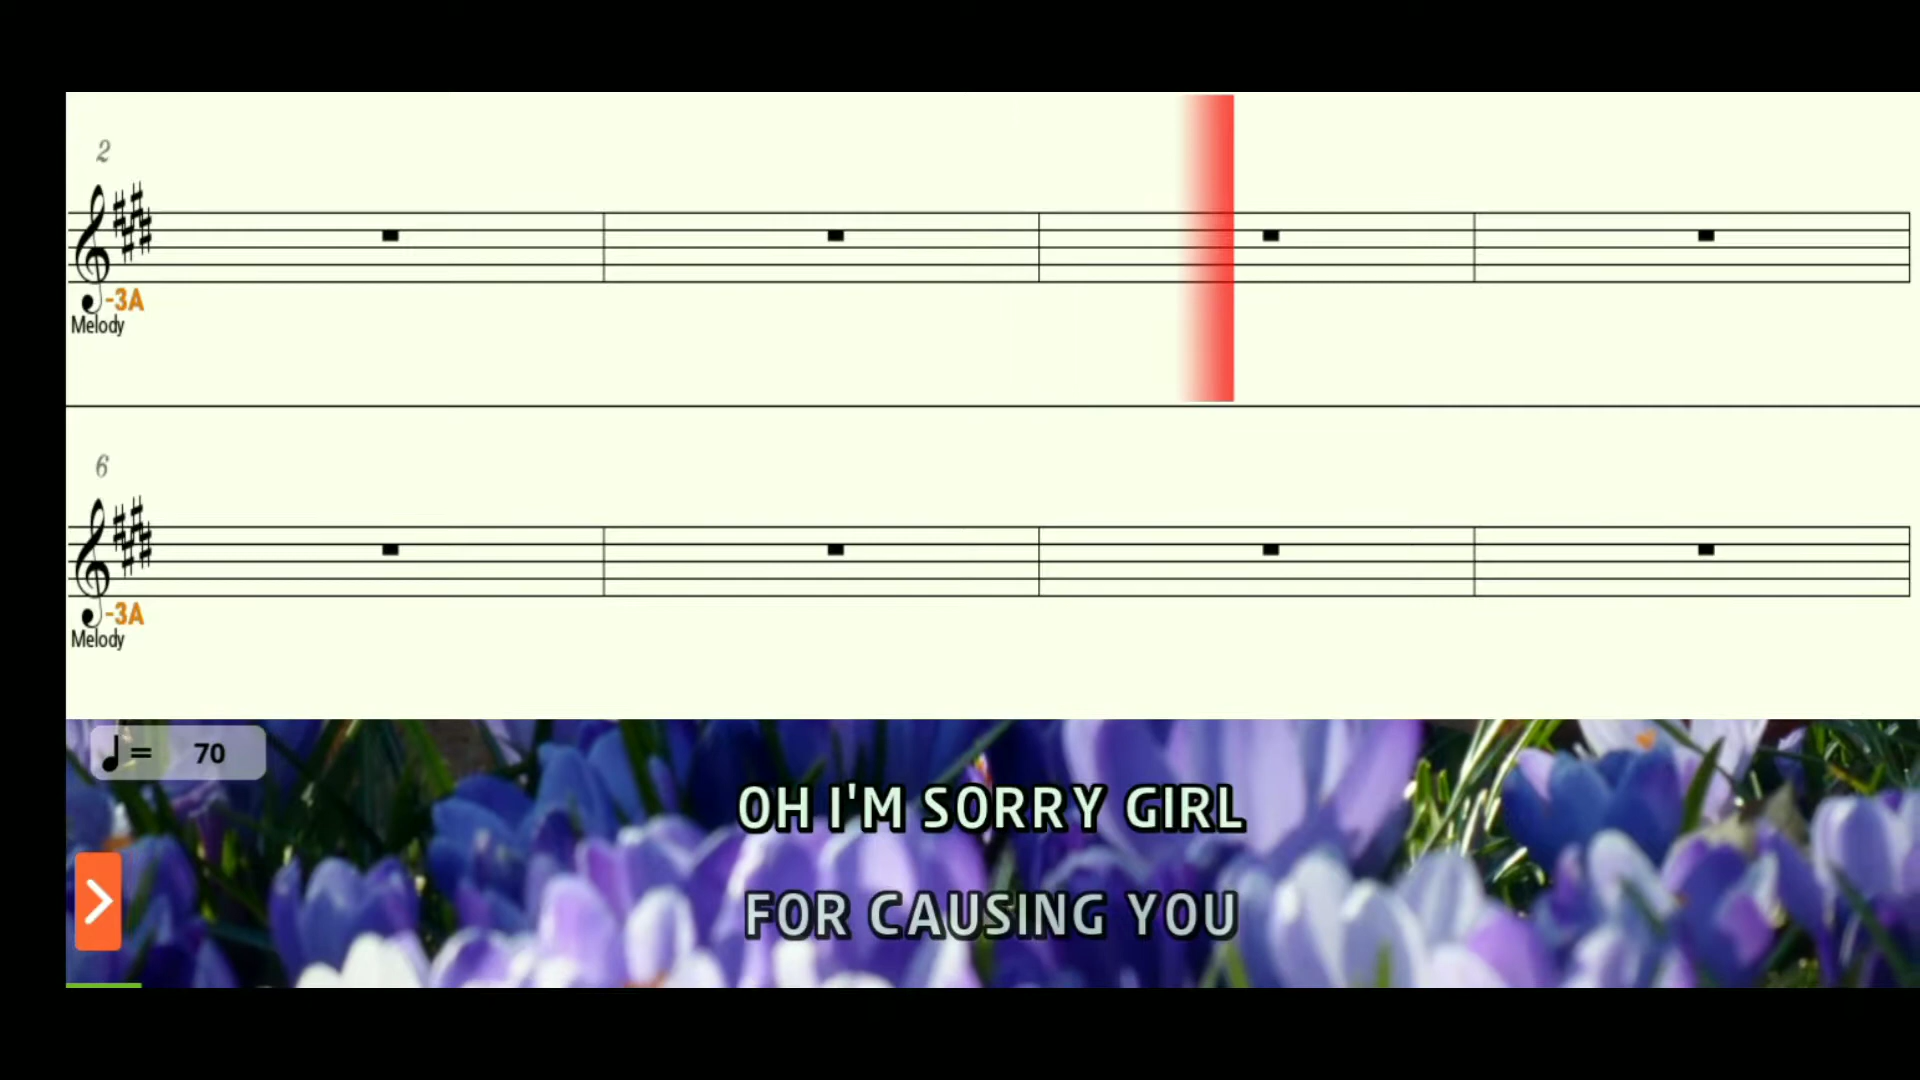 2
-3A
Melody
6
-3A
Melody
= 70
OH I'M SORRY GIRL
FOR CAUSING YOU